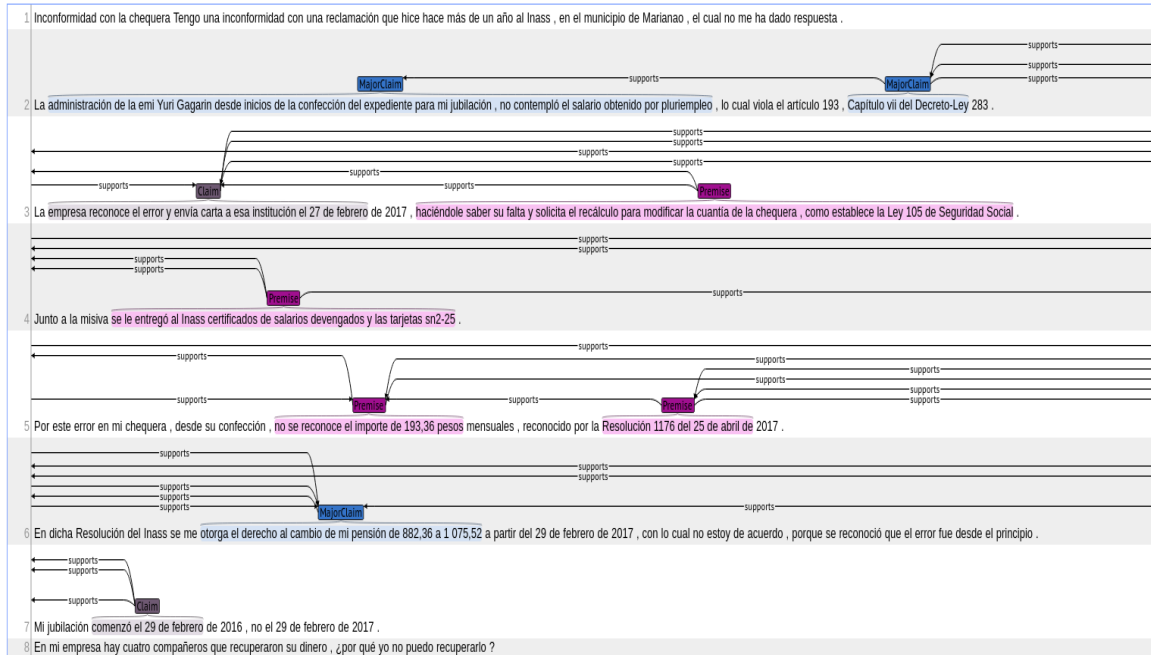 1 Inconformidad con la chequera Tengo una inconformidad con una reclamación que hice hace más de un año al Inass , en el municipio de Marianao , el cual no me ha dado respuesta .
supports
supports
MajorClaim supports MajorClaim supports
2 La administración de la emi Yuri Gagarin desde inicios de la confección del expediente para mi jubilación , no contempló el salario obtenido por pluriempleo , lo cual viola el artículo 193 , Capítulo vii del Decreto-Ley 283 .
supports
supports
supports
supports
supports
supports Claim supports Premise
3 La empresa reconoce el error y envía carta a esa institución el 27 de febrero de 2017 , haciéndole saber su falta y solicita el recálculo para modificar la cuantía de la chequera , como establece la Ley 105 de Seguridad Social .
supports
supports
supports
supports
Premise supports
4 Junto a la misiva se le entregó al Inass certificados de salarios devengados y las tarjetas sn2-25 .
supports
supports supports
supports
supports
supports
supports Premise supports Premise supports
5 Por este error en mi chequera , desde su confección , no se reconoce el importe de 193,36 pesos mensuales , reconocido por la Resolución 1176 del 25 de abril de 2017 .
supports
supports
supports
supports
supports
supports MajorClaim supports
6 En dicha Resolución del Inass se me otorga el derecho al cambio de mi pensión de 882,36 a 1 075,52 a partir del 29 de febrero de 2017 , con lo cual no estoy de acuerdo , porque se reconoció que el error fue desde el principio .
supports
supports
supports Claim
7 Mi jubilación comenzó el 29 de febrero de 2016 , no el 29 de febrero de 2017 .
8 En mi empresa hay cuatro compañeros que recuperaron su dinero , ¿por qué yo no puedo recuperarlo ?